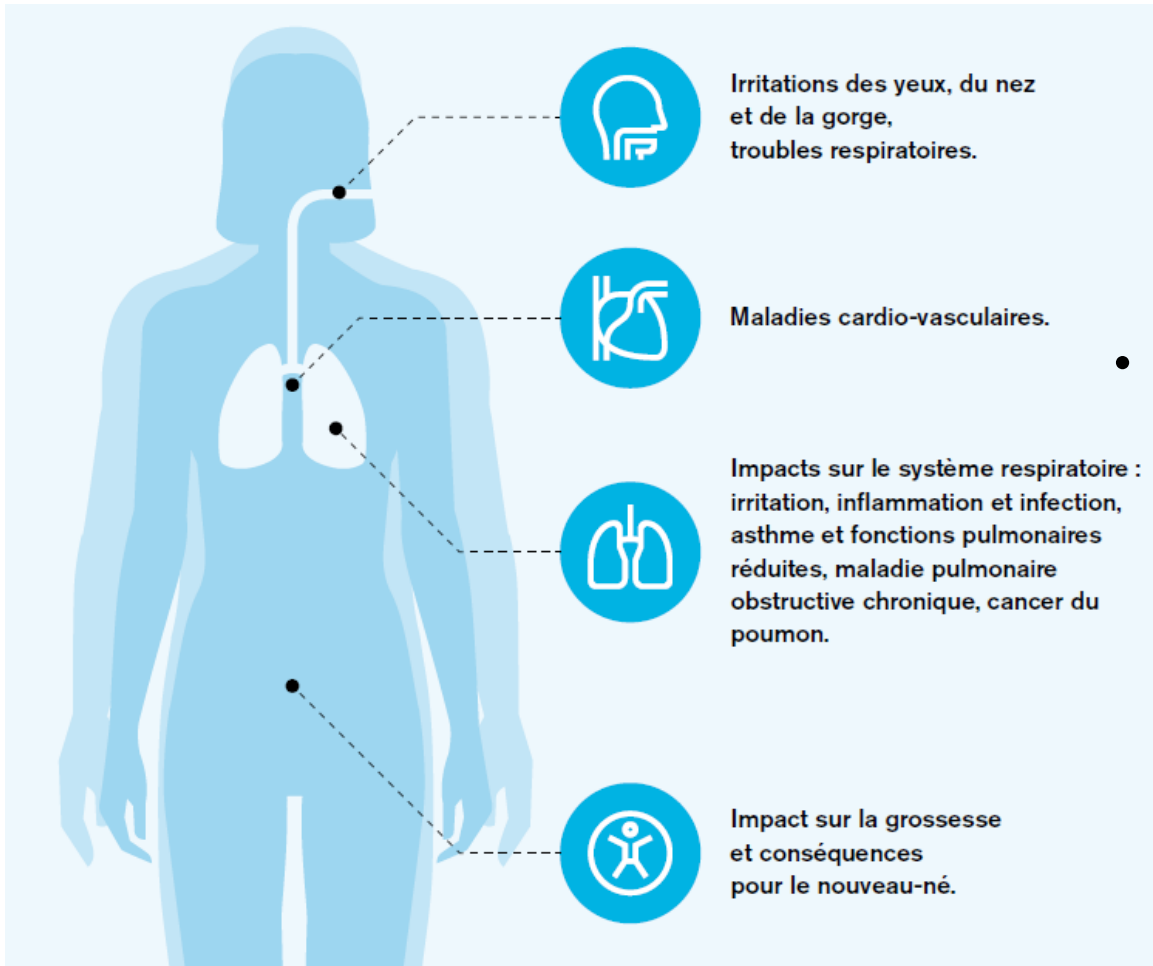 Irritations des yeux, du nez
et de la gorge,
troubles respiratoires.
Maladies cardio-vasculaires.
Impacts sur le système respiratoire :
irritation, inflammation et infection,
asthme et fonctions pulmonaires
réduites, maladie pulmonaire
obstructive chronique, cancer du
poumon.
Impact sur la grossesse
et conséquences
pour le nouveau-né.